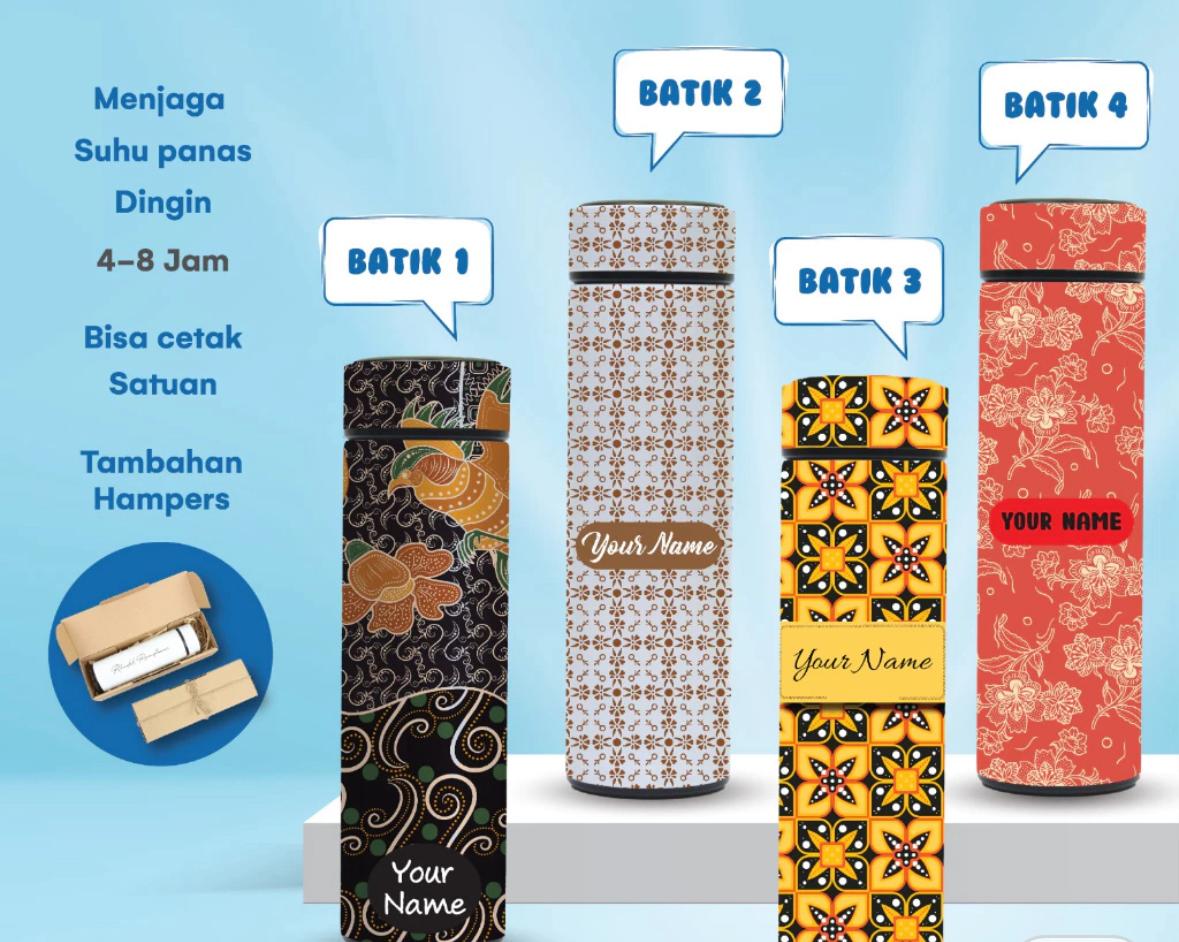 Menjaga
Suhu panas
Dingin
4-8 Jam
Bisa cetak
Satuan
Tambahan
Hampers
BATIK 1
BATIK 2
BATIK 3
BATIK 4
Your
Name
Your Name
Your Name
YOUR NAME